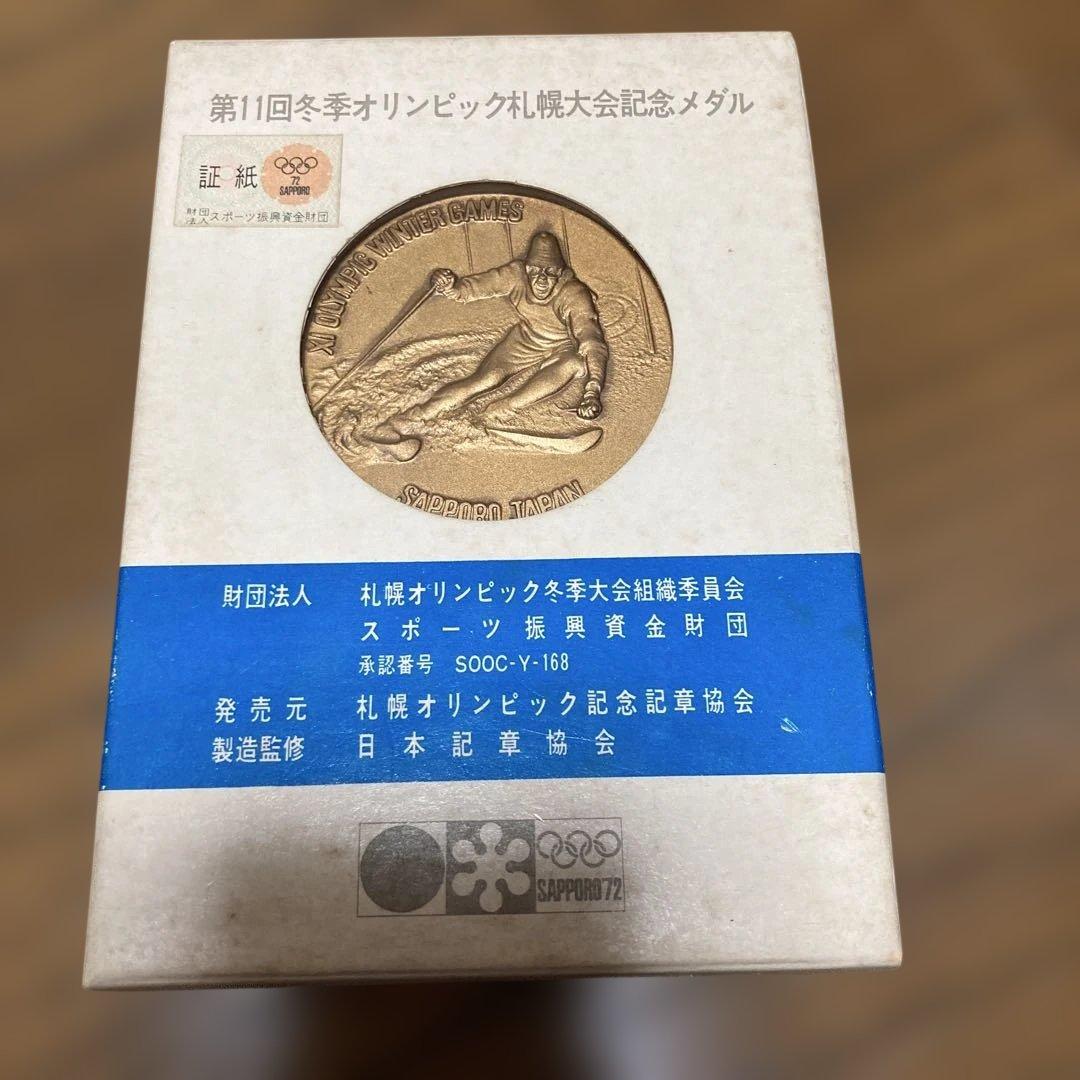 第11回冬季オリンピック札幌大会記念メダル
証紙
72
SAPPORO
財団法人スポーツ振興資金財団
XI OLYMPIC WINTER GAMES
SAPPORO JAPAN
財団法人 札幌オリンピック冬季大会組織委員会
スポーツ振興資金財団
承認番号 SOOC-Y-168
発売元 札幌オリンピック記念記章協会
製造監修 日本記章協会
SAPPORO'72